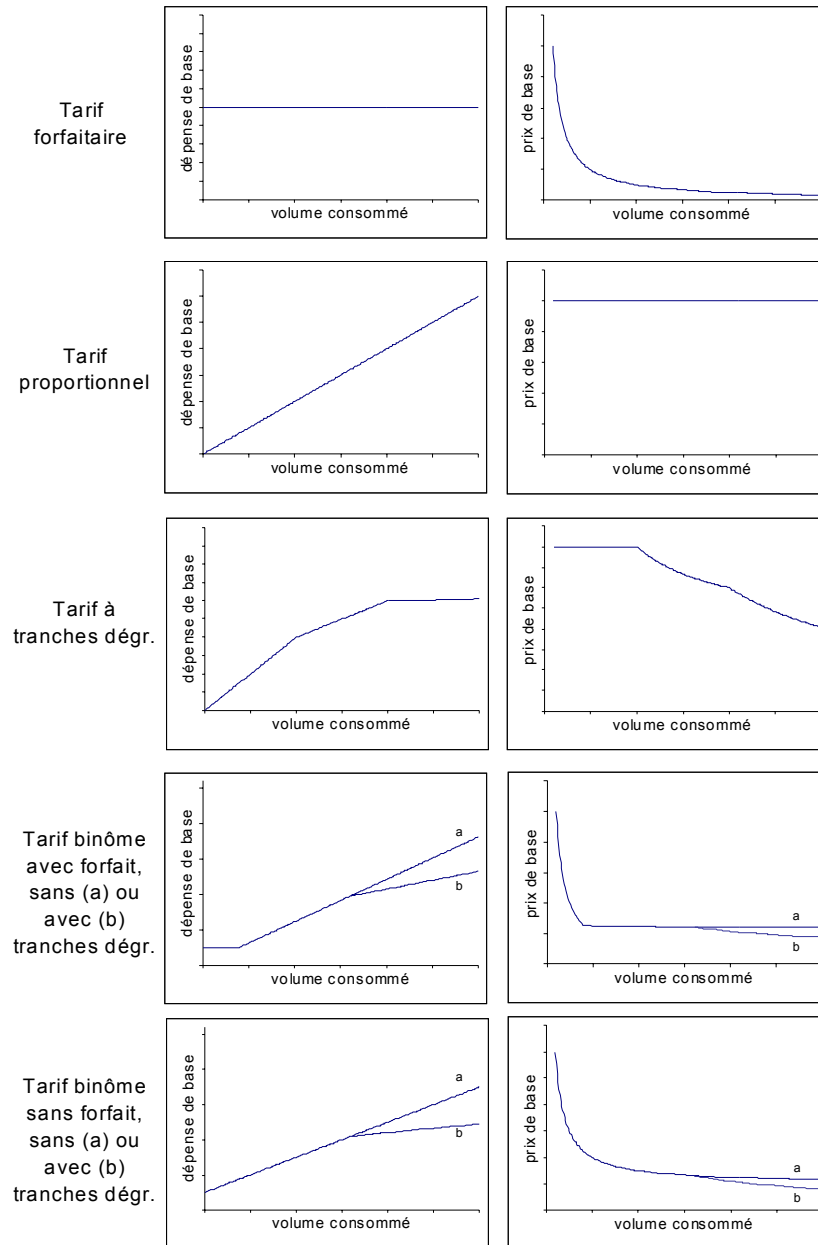 Tarif
forfaitaire
dépense de base
volume consommé
prix de base
volume consommé
Tarif
proportionnel
dépense de base
volume consommé
prix de base
volume consommé
Tarif à
tranches dégr.
dépense de base
volume consommé
prix de base
volume consommé
Tarif binôme
avec forfait,
sans (a) ou
avec (b)
tranches dégr.
dépense de base
a
b
volume consommé
prix de base
a
b
volume consommé
Tarif binôme
sans forfait,
sans (a) ou
avec (b)
tranches dégr.
dépense de base
a
b
volume consommé
prix de base
a
b
volume consommé